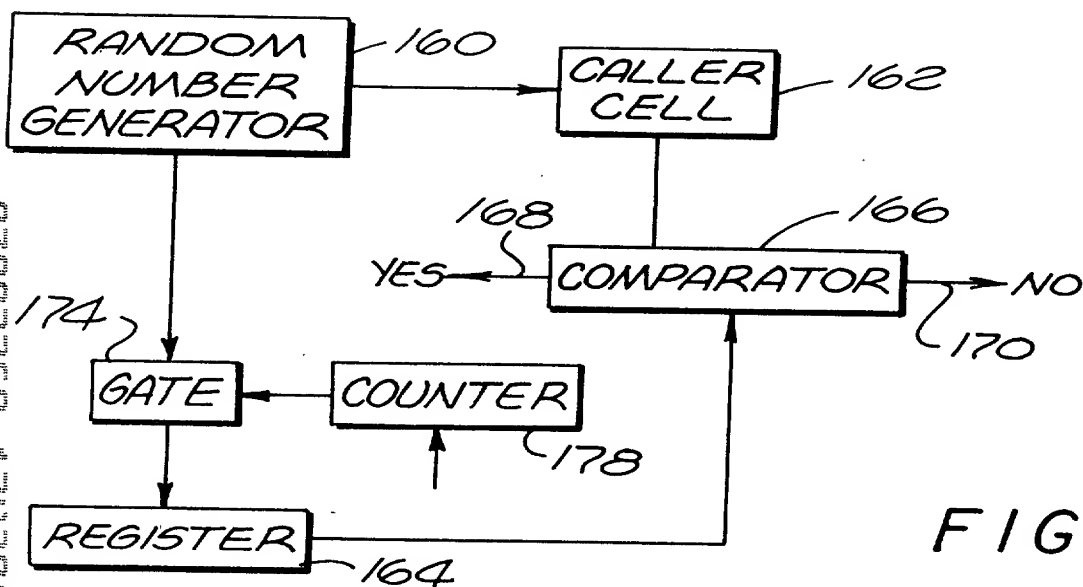 RANDOM
NUMBER
GENERATOR
160
CALLER
CELL
162
168
166
YES
COMPARATOR
NO
170
174
GATE
COUNTER
178
REGISTER
164
FIG